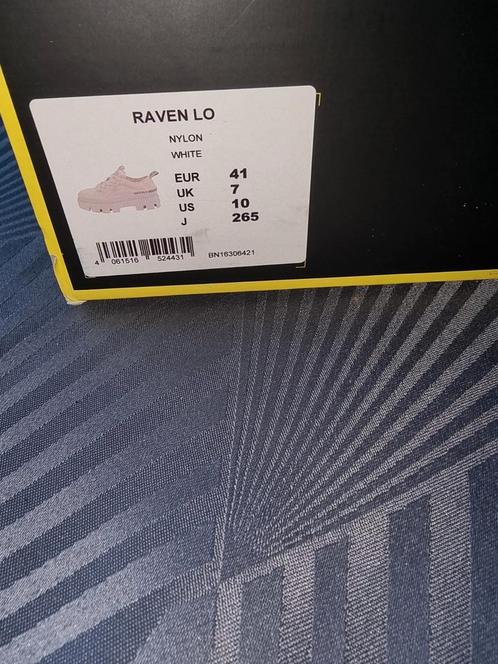 RAVEN LO
NYLON
WHITE
EUR 41
UK 7
US 10
J 265
4 061516 524431
BN16306421